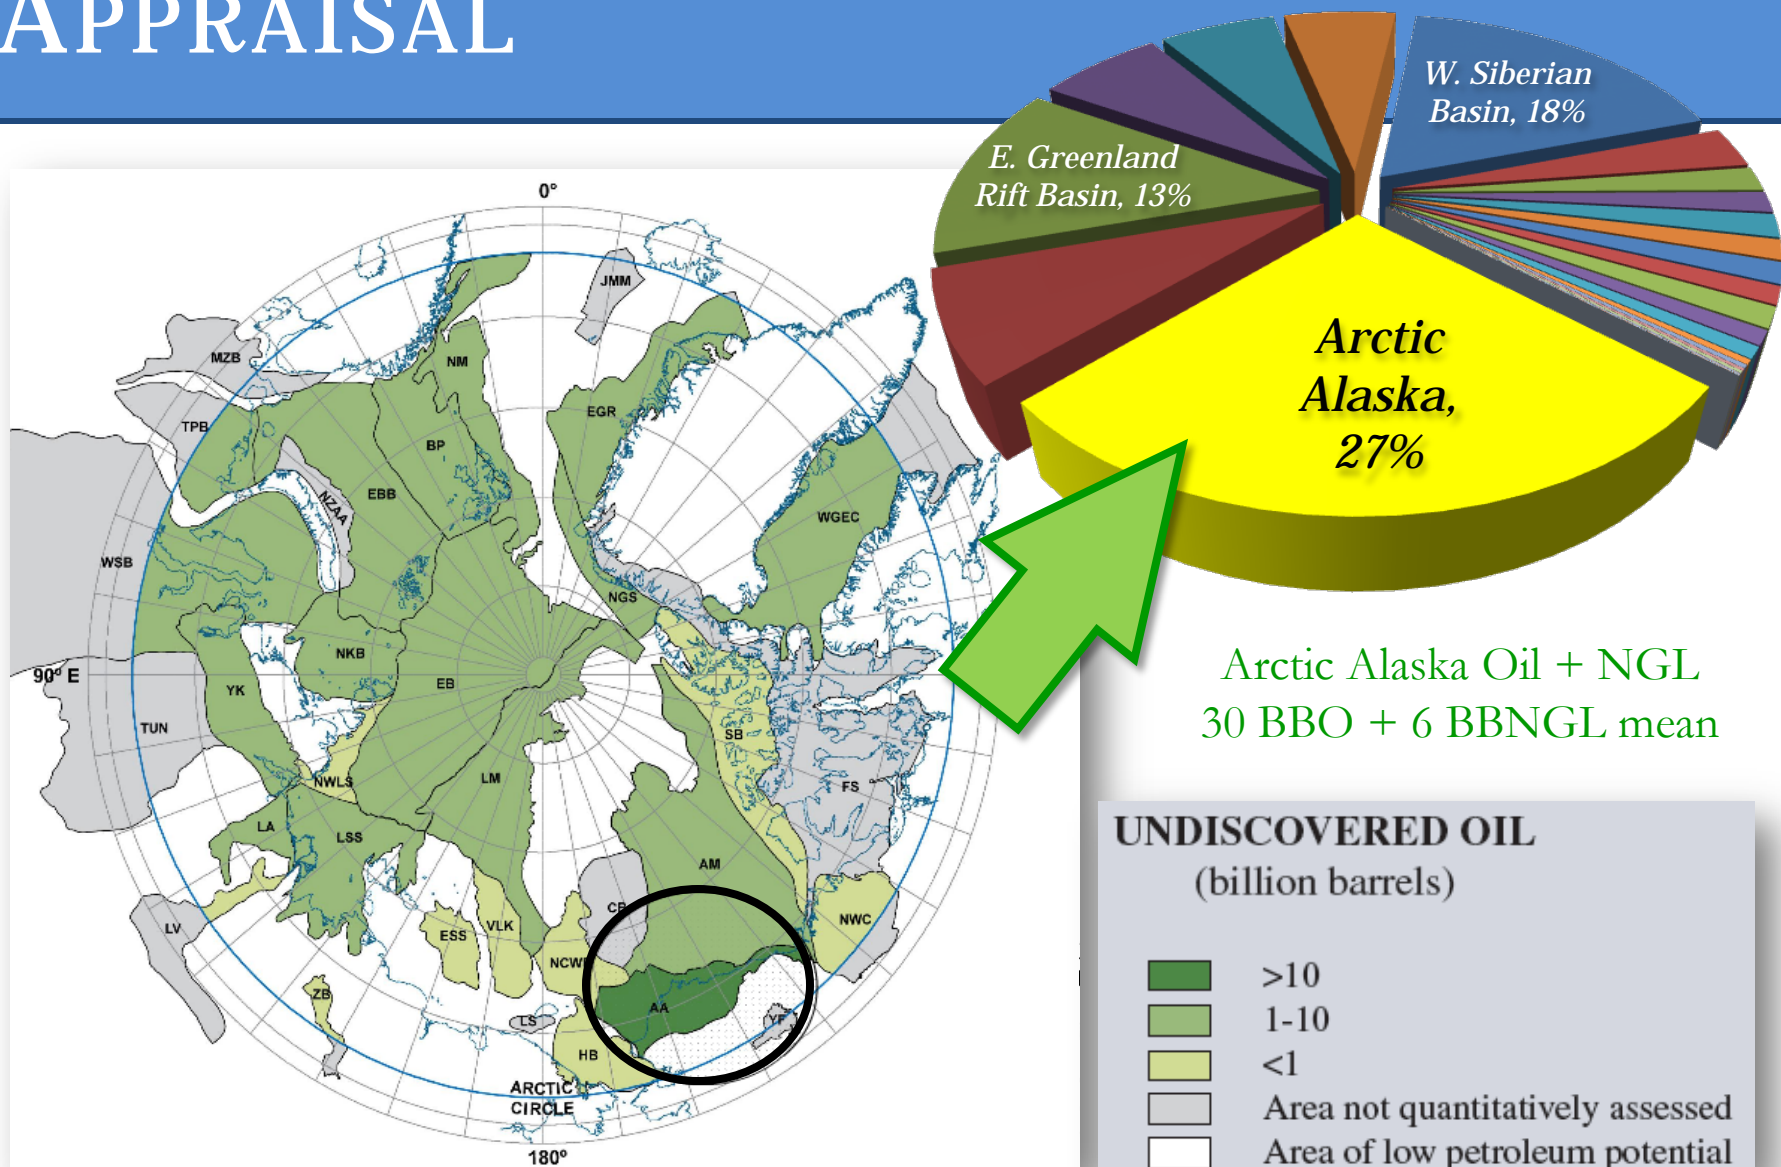 APPRAISAL
W. Siberian
Basin, 18%
E. Greenland
Rift Basin, 13%
Arctic
Alaska,
27%
0°
JMM
MZB
NM
TPB
EGR
BP
EBB
NZAA
WGEC
WSB
NGS
NKB
90° E
YK
EB
TUN
SB
NWLS
LM
FS
LA
LSS
AM
LV
ESS
VLK
NWC
NCW
ZB
AA
LS
YF
HB
ARCTIC
CIRCLE
180°
Arctic Alaska Oil + NGL
30 BBO + 6 BBNGL mean
UNDISCOVERED OIL
(billion barrels)
>10
1-10
<1
Area not quantitatively assessed
Area of low petroleum potential